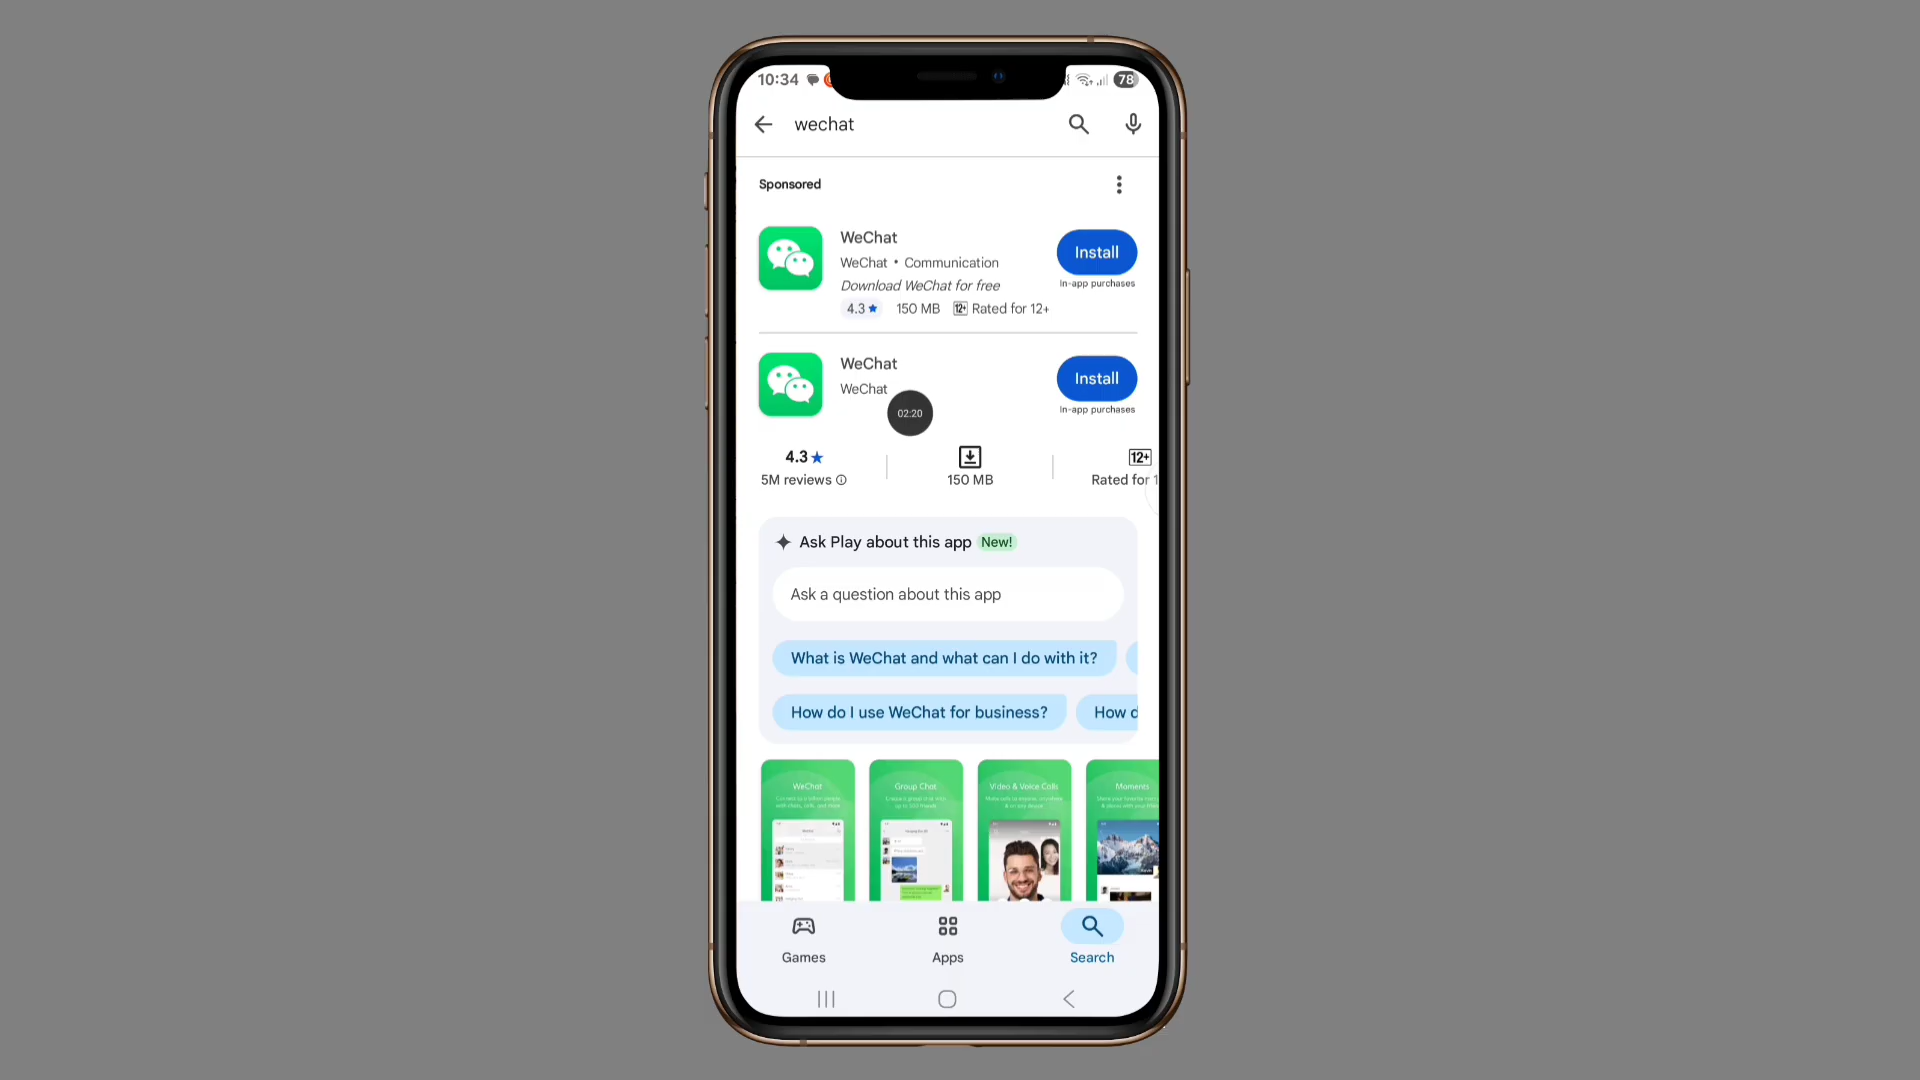 10:34
78
wechat
Sponsored
WeChat
WeChat • Communication
Download WeChat for free
4.3★ 150 MB 12+ Rated for 12+
Install
In-app purchases
WeChat
WeChat
Install
In-app purchases
02:20
4.3★
5M reviews
150 MB
12+
Rated for 1
Ask Play about this app New!
Ask a question about this app
What is WeChat and what can I do with it?
How do I use WeChat for business?
How d
WeChat
Group Chat
Video & Voice Calls
Moments
Games
Apps
Search